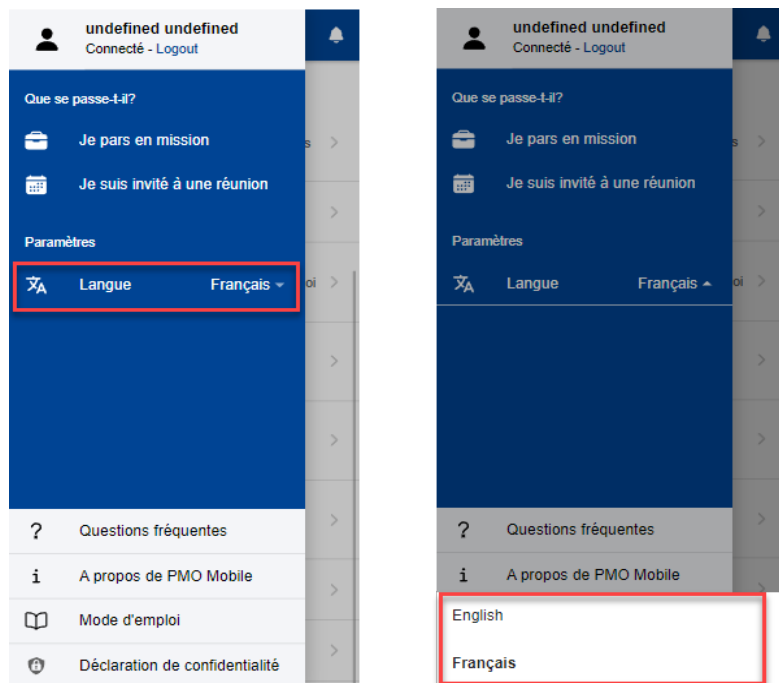 undefined undefined
Connecté - Logout
Que se passe-t-il?
Je pars en mission
s
Je suis invité à une réunion
Paramètres
Langue Français
oi
Questions fréquentes
A propos de PMO Mobile
Mode d'emploi
Déclaration de confidentialité
undefined undefined
Connecté - Logout
Que se passe-t-il?
Je pars en mission
s
Je suis invité à une réunion
Paramètres
Langue Français
oi
Questions fréquentes
A propos de PMO Mobile
English
Français